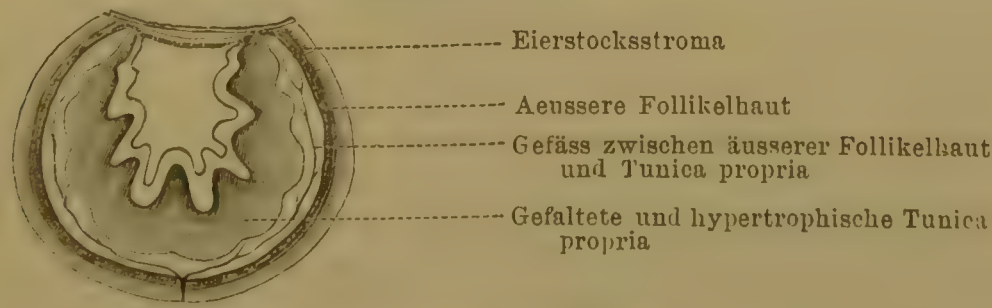 Eierstocksstroma
Aeussere Follikelhaut
Gefäss zwischen äusserer Follikelhaut
und Tunica propria
Gefaltete und hypertrophische Tunica
propria